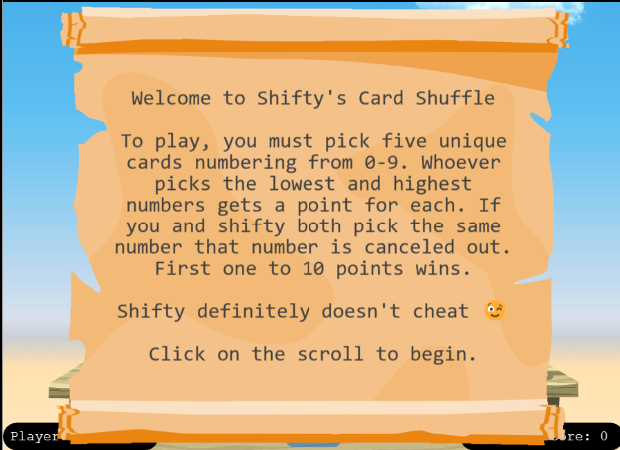 Welcome to Shifty's Card Shuffle
To play, you must pick five unique
cards numbering from 0-9. Whoever
picks the lowest and highest
numbers gets a point for each. If
you and shifty both pick the same
number that number is canceled out.
First one to 10 points wins.
Shifty definitely doesn't cheat 😉
Click on the scroll to begin.
Player
ore: 0